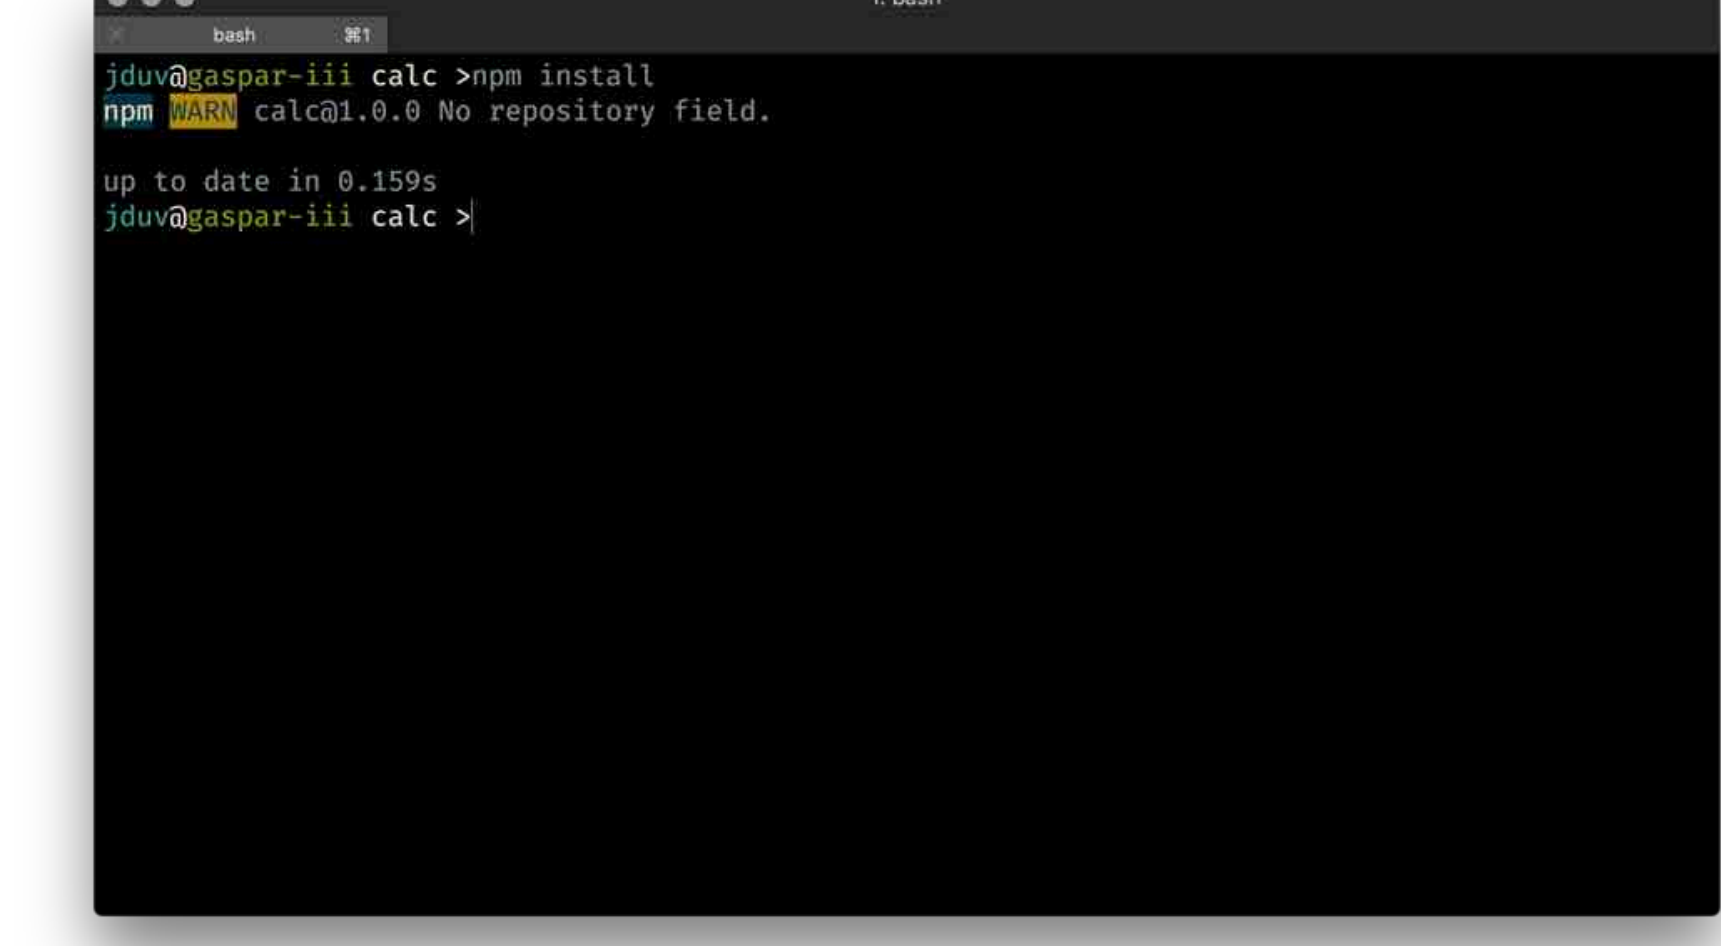 bash
bash ⌘1
jduv@gaspar-iii calc >npm install
npm WARN calc@1.0.0 No repository field.
up to date in 0.159s
jduv@gaspar-iii calc >